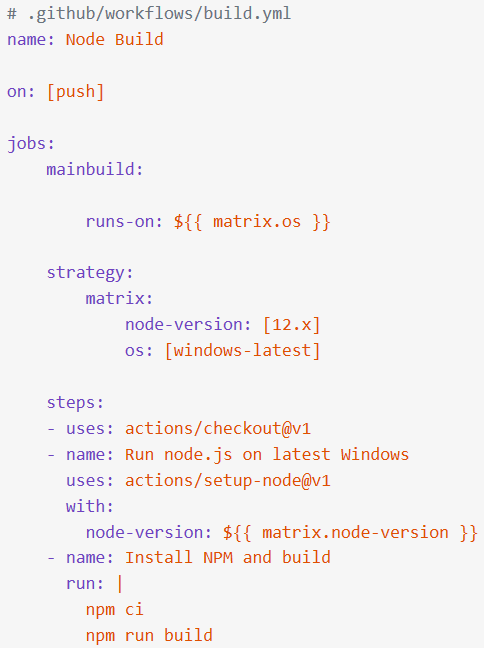 # .github/workflows/build.yml
name: Node Build

on: [push]

jobs:
    mainbuild:

        runs-on: ${{ matrix.os }}

    strategy:
        matrix:
            node-version: [12.x]
            os: [windows-latest]

    steps:
    - uses: actions/checkout@v1
    - name: Run node.js on latest Windows
      uses: actions/setup-node@v1
      with:
        node-version: ${{ matrix.node-version }}
    - name: Install NPM and build
      run: |
        npm ci
        npm run build